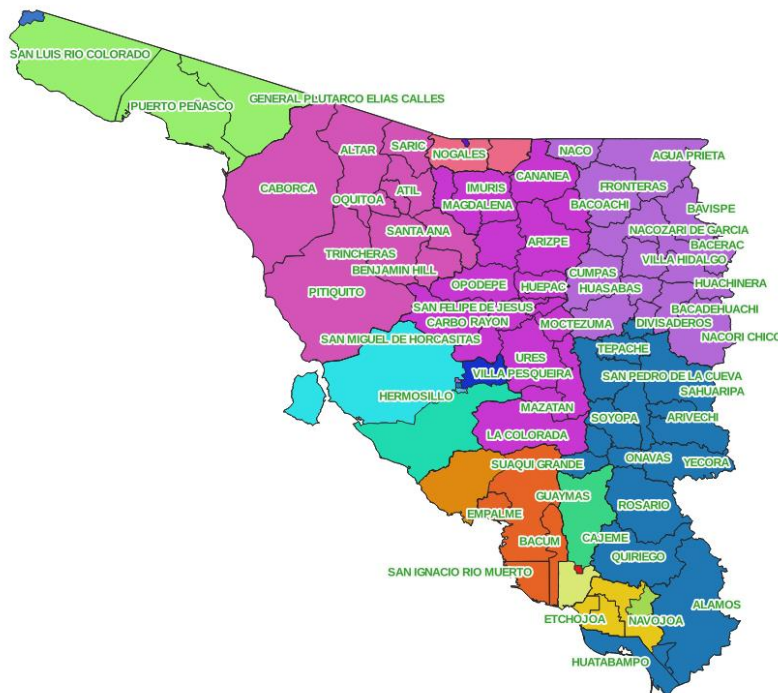 SAN LUIS RIO COLORADO
GENERAL PLUTARCO ELIAS CALLES
PUERTO PEÑASCO
SARIC
ALTAR
NOGALES
NACO
AGUA PRIETA
CABORCA
ATIL
IMURIS
CANANEA
FRONTERAS
OQUITOA
MAGDALENA
BACOACHI
BAVISPE
SANTA ANA
NACOZARI DE GARCIA
ARIZPE
BACERAC
TRINCHERAS
VILLA HIDALGO
BENJAMIN HILL
CUMPAS
PITIQUITO
OPODEPE
HUEPAC
HUASABAS
HUACHINERA
SAN FELIPE DE JESUS
BACADEHUACHI
CARBO
RAYON
MOCTEZUMA
DIVISADEROS
NACORI CHICO
SAN MIGUEL DE HORCASITAS
TEPACHE
URES
VILLA PESQUEIRA
SAN PEDRO DE LA CUEVA
HERMOSILLO
SAHUARIPA
MAZATAN
SOYOPA
ARIVECHI
LA COLORADA
ONAVAS
SUAQUI GRANDE
YECORA
GUAYMAS
ROSARIO
EMPALME
BACUM
CAJEME
QUIRIEGO
SAN IGNACIO RIO MUERTO
ALAMOS
ETCHOJOA
NAVOJOA
HUATABAMPO